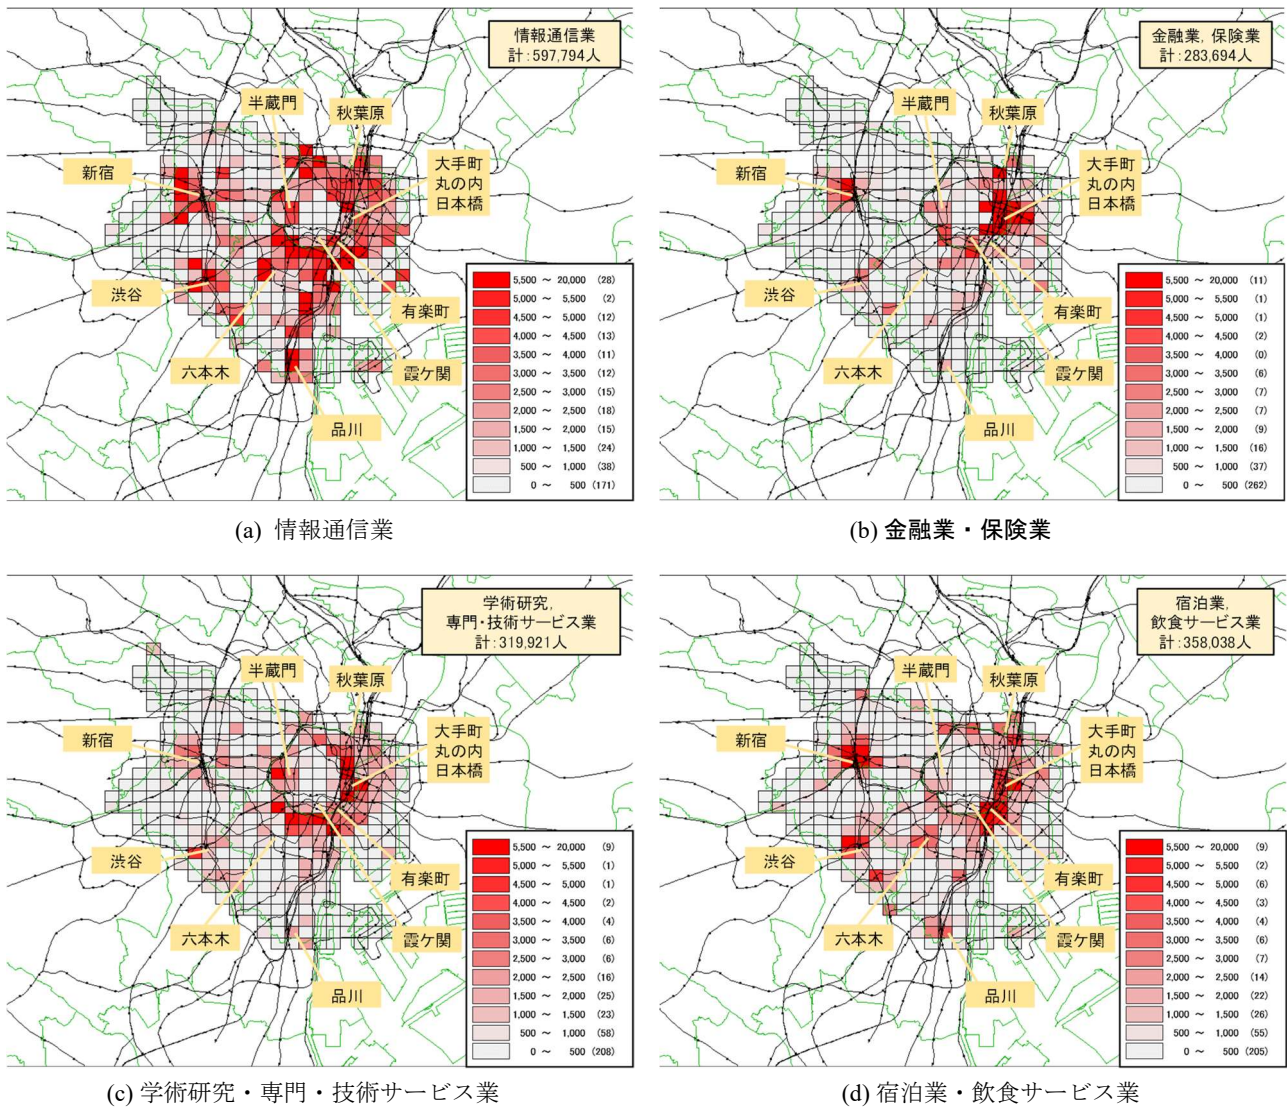 情報通信業
計:597,794人
半蔵門
秋葉原
大手町
丸の内
日本橋
新宿
渋谷
有楽町
六本木
霞ケ関
品川
5,500 ～ 20,000 (28)
5,000 ～ 5,500 (2)
4,500 ～ 5,000 (12)
4,000 ～ 4,500 (13)
3,500 ～ 4,000 (11)
3,000 ～ 3,500 (12)
2,500 ～ 3,000 (15)
2,000 ～ 2,500 (18)
1,500 ～ 2,000 (15)
1,000 ～ 1,500 (24)
500 ～ 1,000 (38)
0 ～ 500 (171)
(a) 情報通信業
金融業, 保険業
計:283,694人
半蔵門
秋葉原
大手町
丸の内
日本橋
新宿
渋谷
有楽町
六本木
霞ケ関
品川
5,500 ～ 20,000 (11)
5,000 ～ 5,500 (1)
4,500 ～ 5,000 (1)
4,000 ～ 4,500 (2)
3,500 ～ 4,000 (0)
3,000 ～ 3,500 (6)
2,500 ～ 3,000 (7)
2,000 ～ 2,500 (7)
1,500 ～ 2,000 (9)
1,000 ～ 1,500 (16)
500 ～ 1,000 (37)
0 ～ 500 (262)
(b) 金融業・保険業
学術研究,
専門・技術サービス業
計:319,921人
半蔵門
秋葉原
大手町
丸の内
日本橋
新宿
渋谷
有楽町
六本木
霞ケ関
品川
5,500 ～ 20,000 (9)
5,000 ～ 5,500 (1)
4,500 ～ 5,000 (1)
4,000 ～ 4,500 (2)
3,500 ～ 4,000 (4)
3,000 ～ 3,500 (6)
2,500 ～ 3,000 (6)
2,000 ～ 2,500 (16)
1,500 ～ 2,000 (25)
1,000 ～ 1,500 (23)
500 ～ 1,000 (58)
0 ～ 500 (208)
(c) 学術研究・専門・技術サービス業
宿泊業,
飲食サービス業
計:358,038人
半蔵門
秋葉原
大手町
丸の内
日本橋
新宿
渋谷
有楽町
六本木
霞ケ関
品川
5,500 ～ 20,000 (9)
5,000 ～ 5,500 (2)
4,500 ～ 5,000 (6)
4,000 ～ 4,500 (3)
3,500 ～ 4,000 (4)
3,000 ～ 3,500 (6)
2,500 ～ 3,000 (7)
2,000 ～ 2,500 (14)
1,500 ～ 2,000 (22)
1,000 ～ 1,500 (26)
500 ～ 1,000 (55)
0 ～ 500 (205)
(d) 宿泊業・飲食サービス業